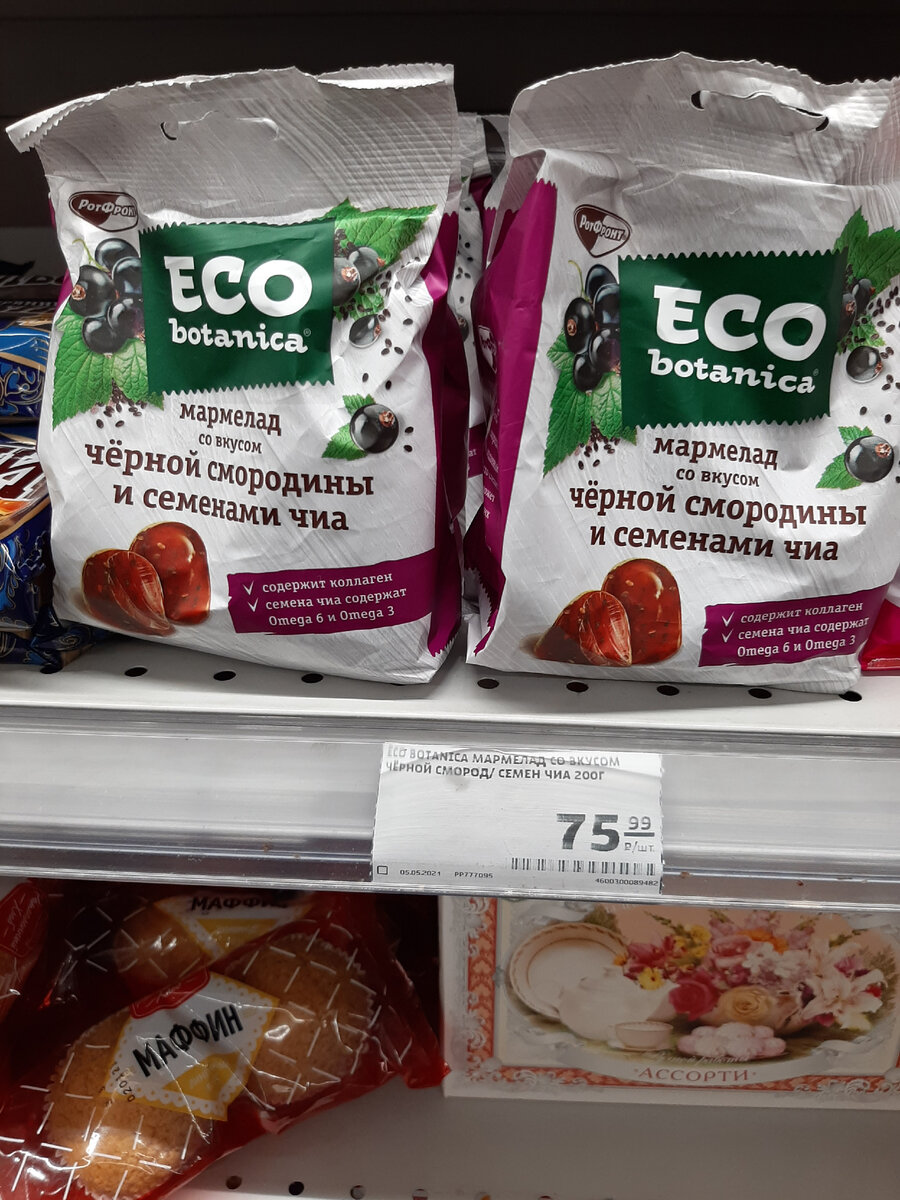 РотФронт
ECO
botanica®
мармелад
со вкусом
чёрной смородины
и семенами чиа
содержит коллаген
семена чиа содержат
Omega 6 и Omega 3
РотФронт
ECO
botanica®
мармелад
со вкусом
чёрной смородины
и семенами чиа
содержит коллаген
семена чиа содержат
Omega 6 и Omega 3
ECO BOTANICA МАРМЕЛАД СО ВКУСОМ
ЧЁРНОЙ СМОРОД/ СЕМЕН ЧИА 200Г
75 99
₽/шт.
05.05.2021 PP777095
4600300089482
МАФФИН
МАФФИН
АССОРТИ